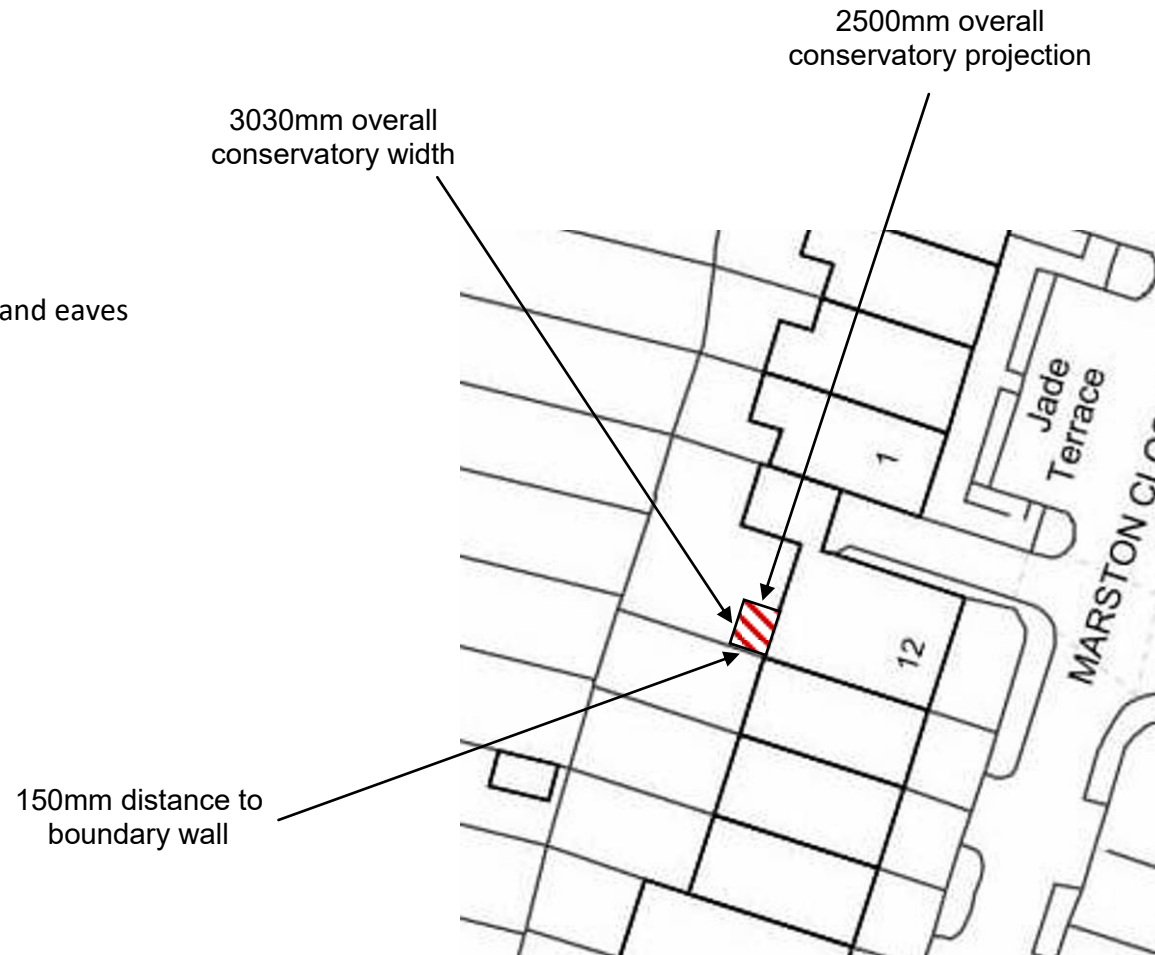 2500mm overall
conservatory projection
3030mm overall
conservatory width
and eaves
Jade
Terrace
1
MARSTON
12
150mm distance to
boundary wall